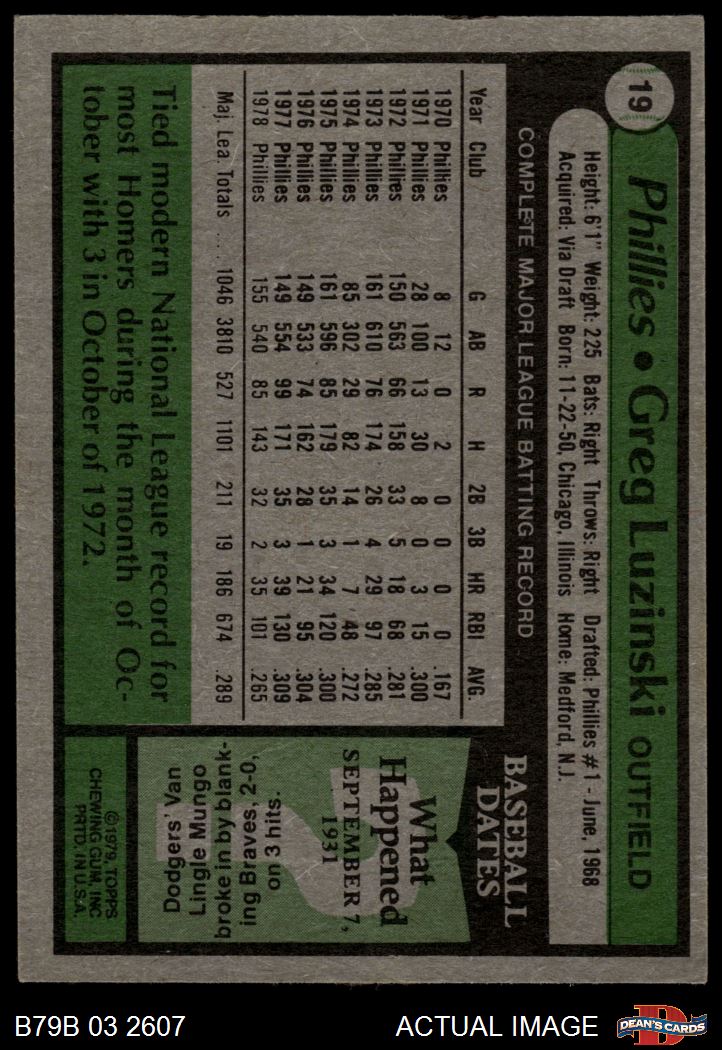 19
Phillies • Greg Luzinski OUTFIELD
Height: 6'1" Weight: 225 Bats: Right Throws: Right Drafted: Phillies #1 - June, 1968
Acquired: Via Draft Born: 11-22-50, Chicago, Illinois Home: Medford, N.J.
COMPLETE MAJOR LEAGUE BATTING RECORD
Year Club G AB R H 2B 3B HR RBI AVG.
1970 Phillies 8 12 0 2 0 0 0 0 .167
1971 Phillies 28 100 13 30 8 0 3 15 .300
1972 Phillies 150 563 66 158 33 5 18 68 .281
1973 Phillies 161 610 76 174 26 4 29 97 .285
1974 Phillies 85 302 29 82 14 1 7 48 .272
1975 Phillies 161 596 85 179 35 3 34 120 .300
1976 Phillies 149 533 74 162 28 1 21 95 .304
1977 Phillies 149 554 99 171 35 3 39 130 .309
1978 Phillies 155 540 85 143 32 2 35 101 .265
Maj. Lea. Totals .... 1046 3810 527 1101 211 19 186 674 .289
Tied modern National League record for
most Homers during the month of Oc-
tober with 3 in October of 1972.
BASEBALL
DATES
What
Happened
SEPTEMBER 7,
1931
Dodgers' Van
Lingle Mungo
broke in by blank-
ing Braves, 2-0,
on 3 hits.
©1979, TOPPS
CHEWING GUM, INC
PRTD. IN U.S.A.
B79B 03 2607
ACTUAL IMAGE
D
DEAN'S CARDS